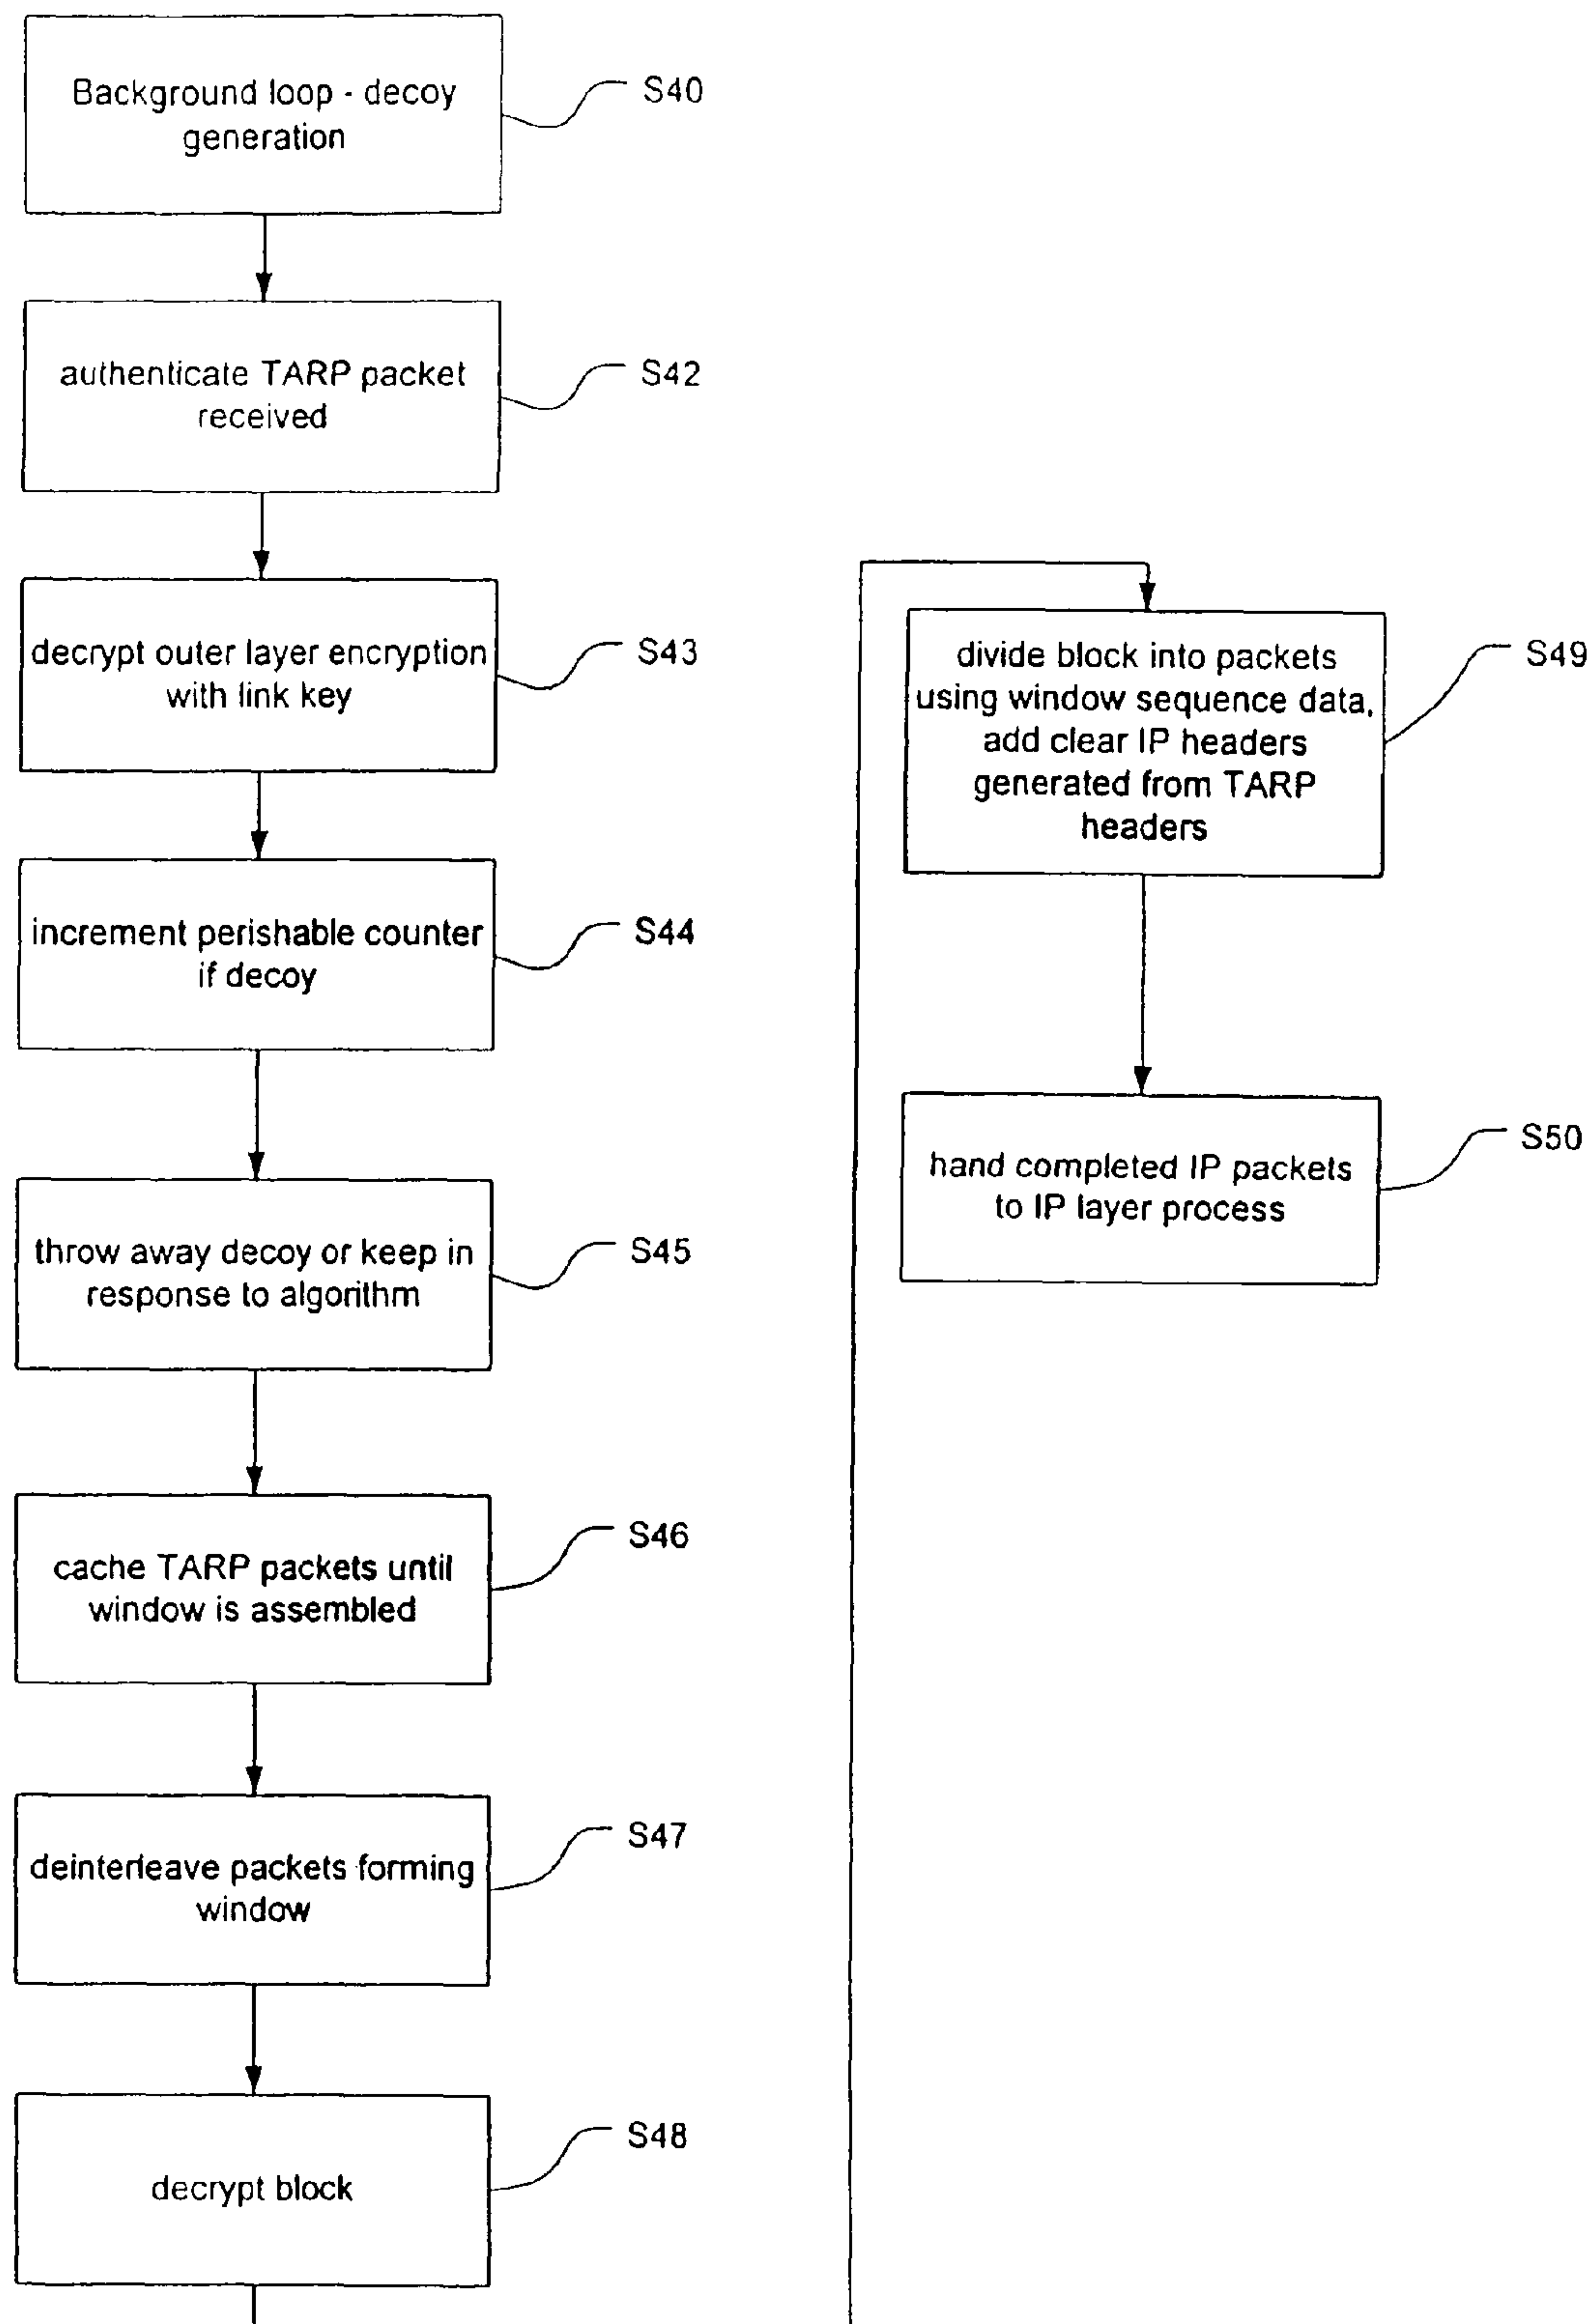 Background loop - decoy
generation
S40
authenticate TARP packet
received
S42
decrypt outer layer encryption
with link key
S43
increment perishable counter
if decoy
S44
throw away decoy or keep in
response to algorithm
S45
cache TARP packets until
window is assembled
S46
deinterleave packets forming
window
S47
decrypt block
S48
divide block into packets
using window sequence data,
add clear IP headers
generated from TARP
headers
S49
hand completed IP packets
to IP layer process
S50